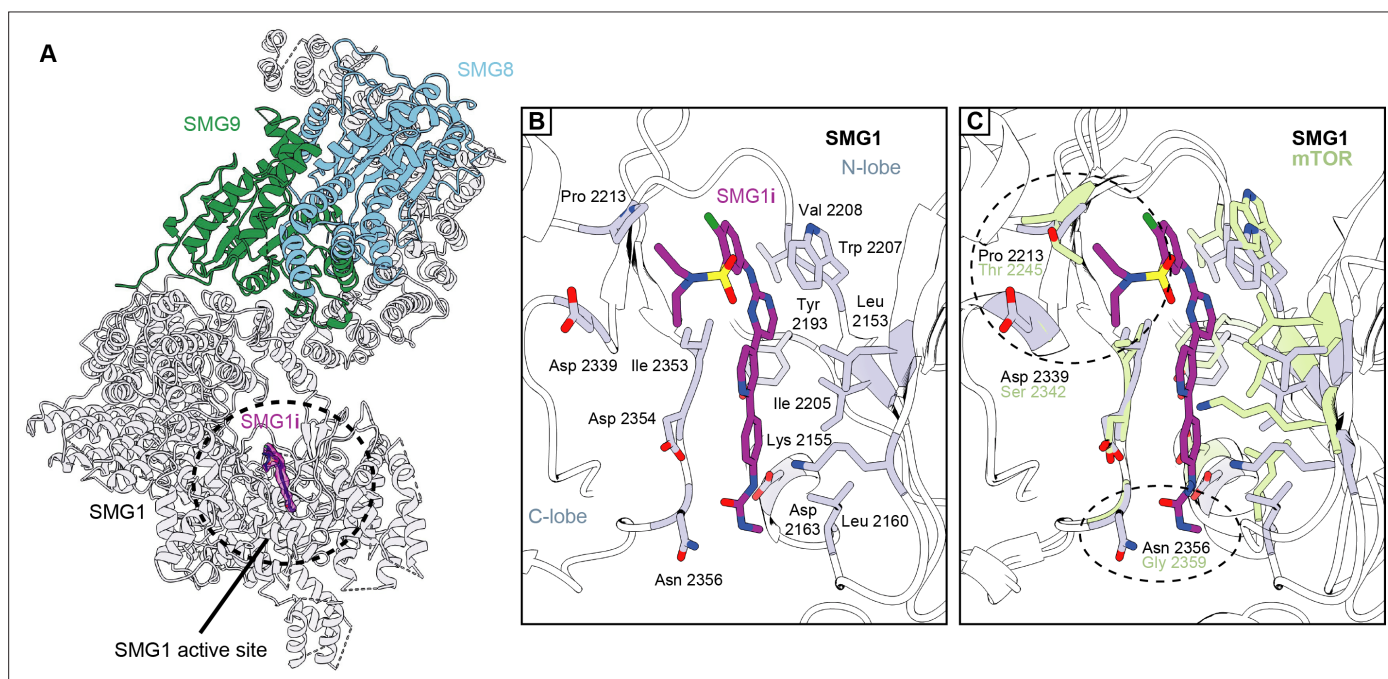 A
SMG8
SMG9
SMG1i
SMG1
SMG1 active site
B
SMG1
N-lobe
SMG1i
Pro 2213
Val 2208
Trp 2207
Tyr
2193
Leu
2153
Asp 2339
Ile 2353
Ile 2205
Asp 2354
Lys 2155
C-lobe
Asp
2163
Leu 2160
Asn 2356
C
SMG1
mTOR
Pro 2213
Thr 2245
Asp 2339
Ser 2342
Asn 2356
Gly 2359